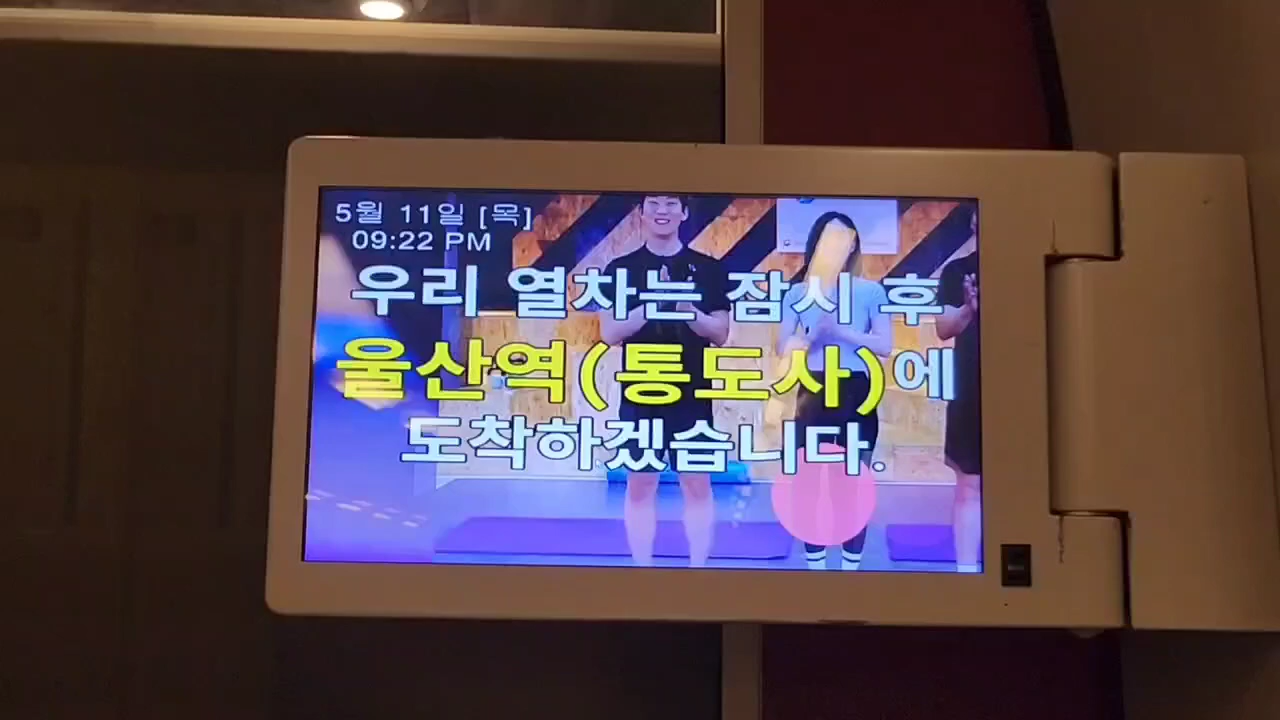 5월 11일 [목]
09:22 PM
우리 열차는 잠시 후
울산역(통도사)에
도착하겠습니다.